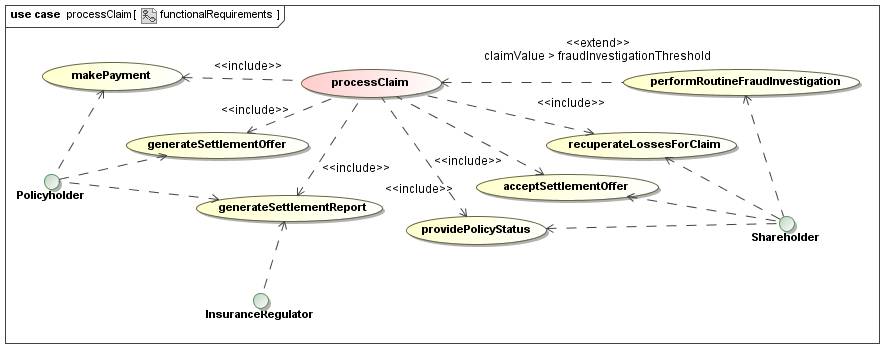 use case processClaim[ functionalRequirements ]
<<extend>>
claimValue > fraudInvestigationThreshold
<<include>>
makePayment
processClaim
performRoutineFraudInvestigation
<<include>>
<<include>>
generateSettlementOffer
recuperateLossesForClaim
<<include>>
<<include>>
<<include>>
acceptSettlementOffer
Policyholder
generateSettlementReport
providePolicyStatus
Shareholder
InsuranceRegulator